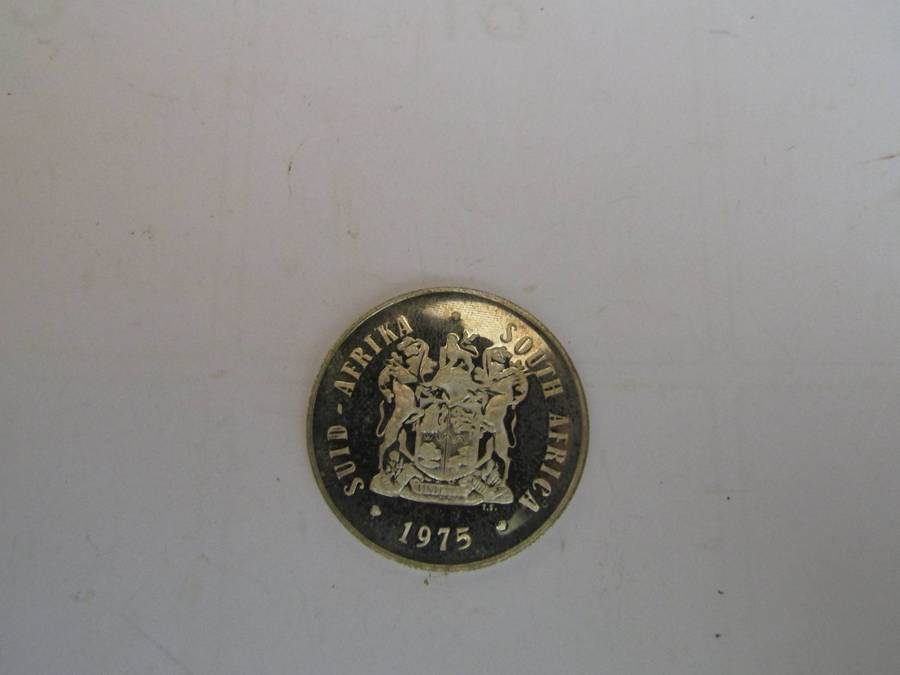 SUID-AFRIKA
SOUTH AFRICA
1975
T.S.